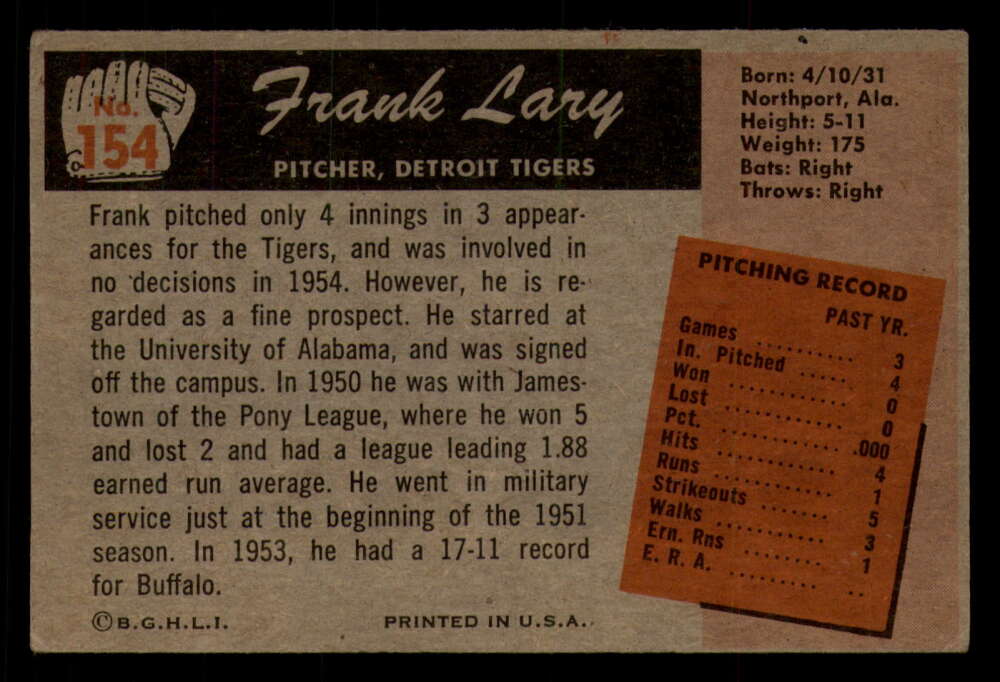 No.
154
Frank Lary
PITCHER, DETROIT TIGERS
Born: 4/10/31
Northport, Ala.
Height: 5-11
Weight: 175
Bats: Right
Throws: Right
Frank pitched only 4 innings in 3 appear-
ances for the Tigers, and was involved in
no decisions in 1954. However, he is re-
garded as a fine prospect. He starred at
the University of Alabama, and was signed
off the campus. In 1950 he was with James-
town of the Pony League, where he won 5
and lost 2 and had a league leading 1.88
earned run average. He went in military
service just at the beginning of the 1951
season. In 1953, he had a 17-11 record
for Buffalo.
PITCHING RECORD
PAST YR.
Games .......... 3
In. Pitched ...... 4
Won ............ 0
Lost ............ 0
Pct. ............ .000
Hits ............ 4
Runs ............ 1
Strikeouts ....... 5
Walks .......... 3
Ern. Rns ........ 1
E. R. A. ......... ..
©B.G.H.L.I.
PRINTED IN U.S.A.